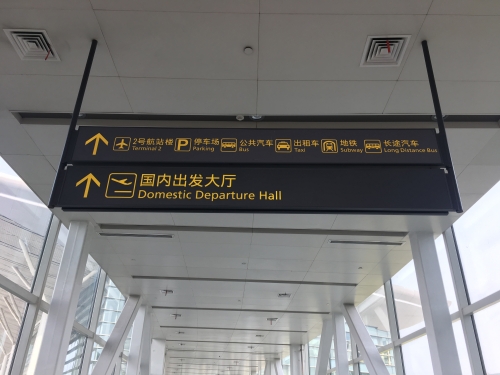 2号航站楼 停车场 公共汽车 出租车 地铁 长途汽车
Terminal 2 P Parking Bus Taxi Subway Long Distance Bus
国内出发大厅
Domestic Departure Hall